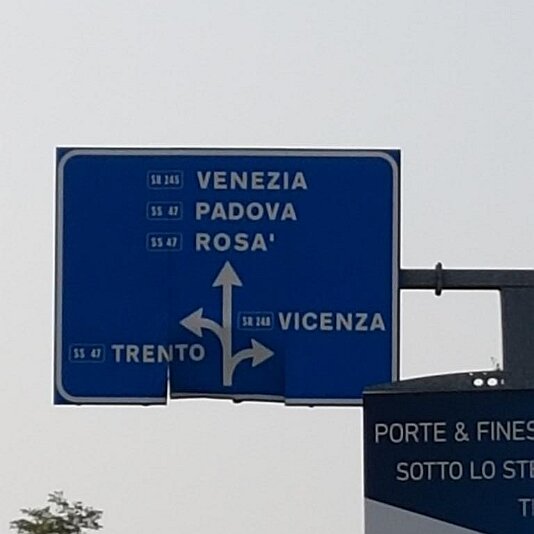 SR 245 VENEZIA
SS 47 PADOVA
SS 47 ROSA'
SR 248 VICENZA
SS 47 TRENTO
PORTE & FINES
SOTTO LO STE